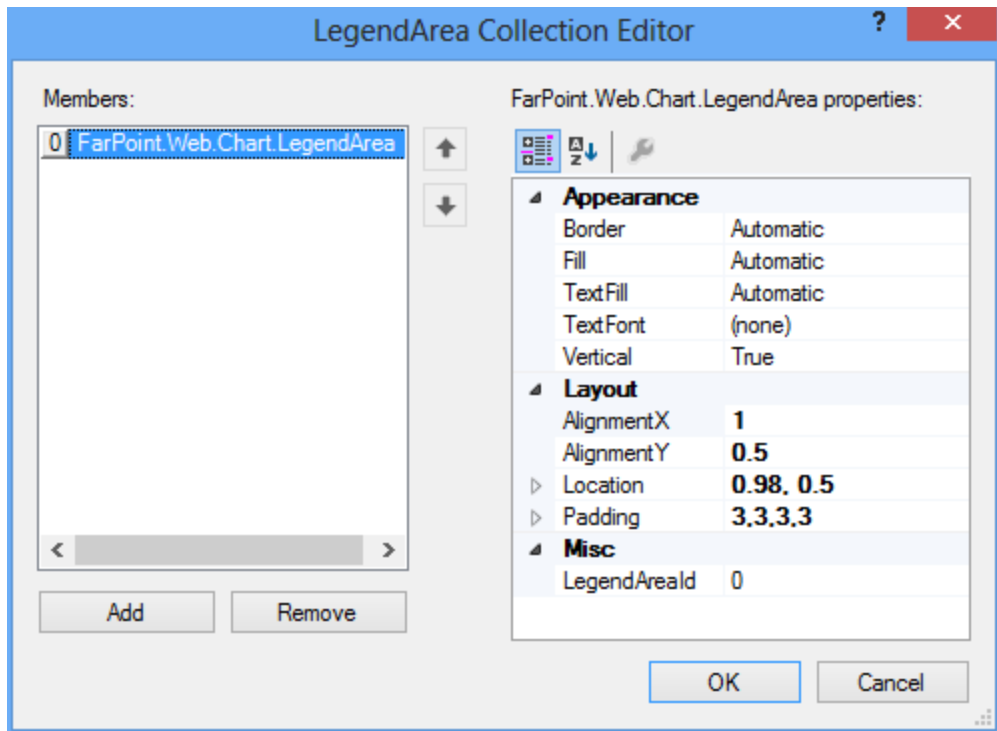 LegendArea Collection Editor
?
Members:
FarPoint.Web.Chart.LegendArea properties:
0 FarPoint.Web.Chart.LegendArea
A
Z
Appearance
Border Automatic
Fill Automatic
TextFill Automatic
TextFont (none)
Vertical True
Layout
AlignmentX 1
AlignmentY 0.5
Location 0.98, 0.5
Padding 3,3,3,3
Misc
LegendAreaId 0
Add Remove
OK Cancel